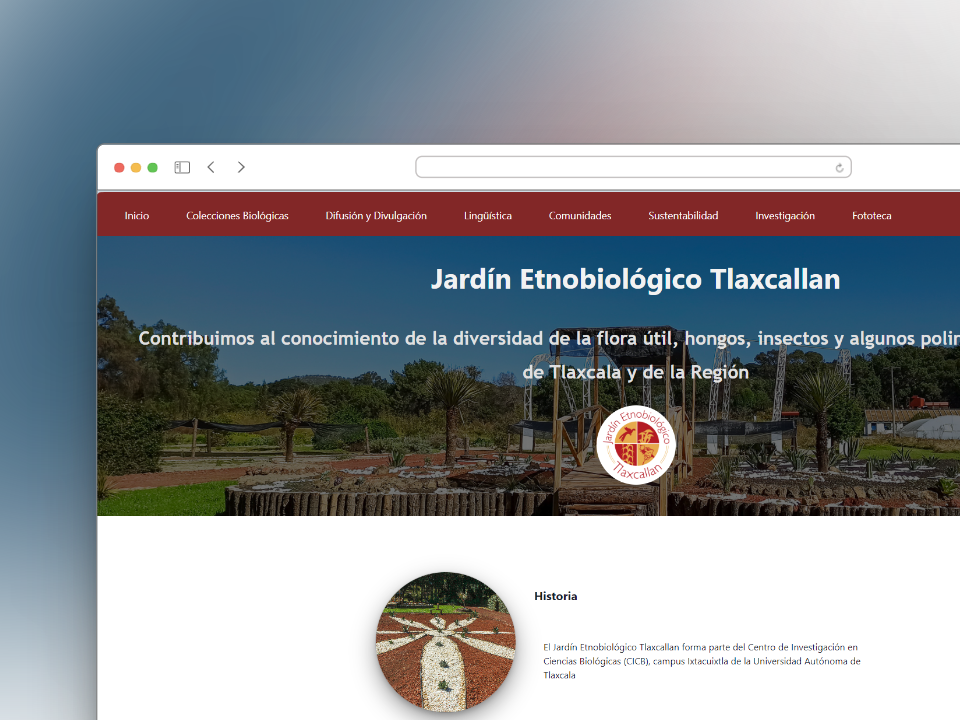 Inicio Colecciones Biológicas Difusión y Divulgación Lingüística Comunidades Sustentabilidad Investigación Fototeca
Jardín Etnobiológico Tlaxcallan
Contribuimos al conocimiento de la diversidad de la flora útil, hongos, insectos y algunos polin
de Tlaxcala y de la Región
Jardín Etnobiológico
Tlaxcallan
Historia
El Jardín Etnobiológico Tlaxcallan forma parte del Centro de Investigación en
Ciencias Biológicas (CICB), campus Ixtacuixtla de la Universidad Autónoma de
Tlaxcala